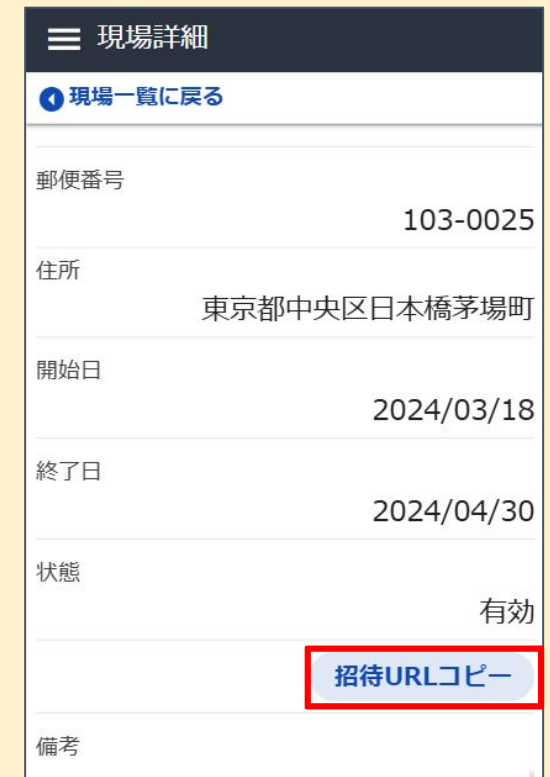 現場詳細
現場一覧に戻る
郵便番号
103-0025
住所
東京都中央区日本橋茅場町
開始日
2024/03/18
終了日
2024/04/30
状態
有効
招待URLコピー
備考